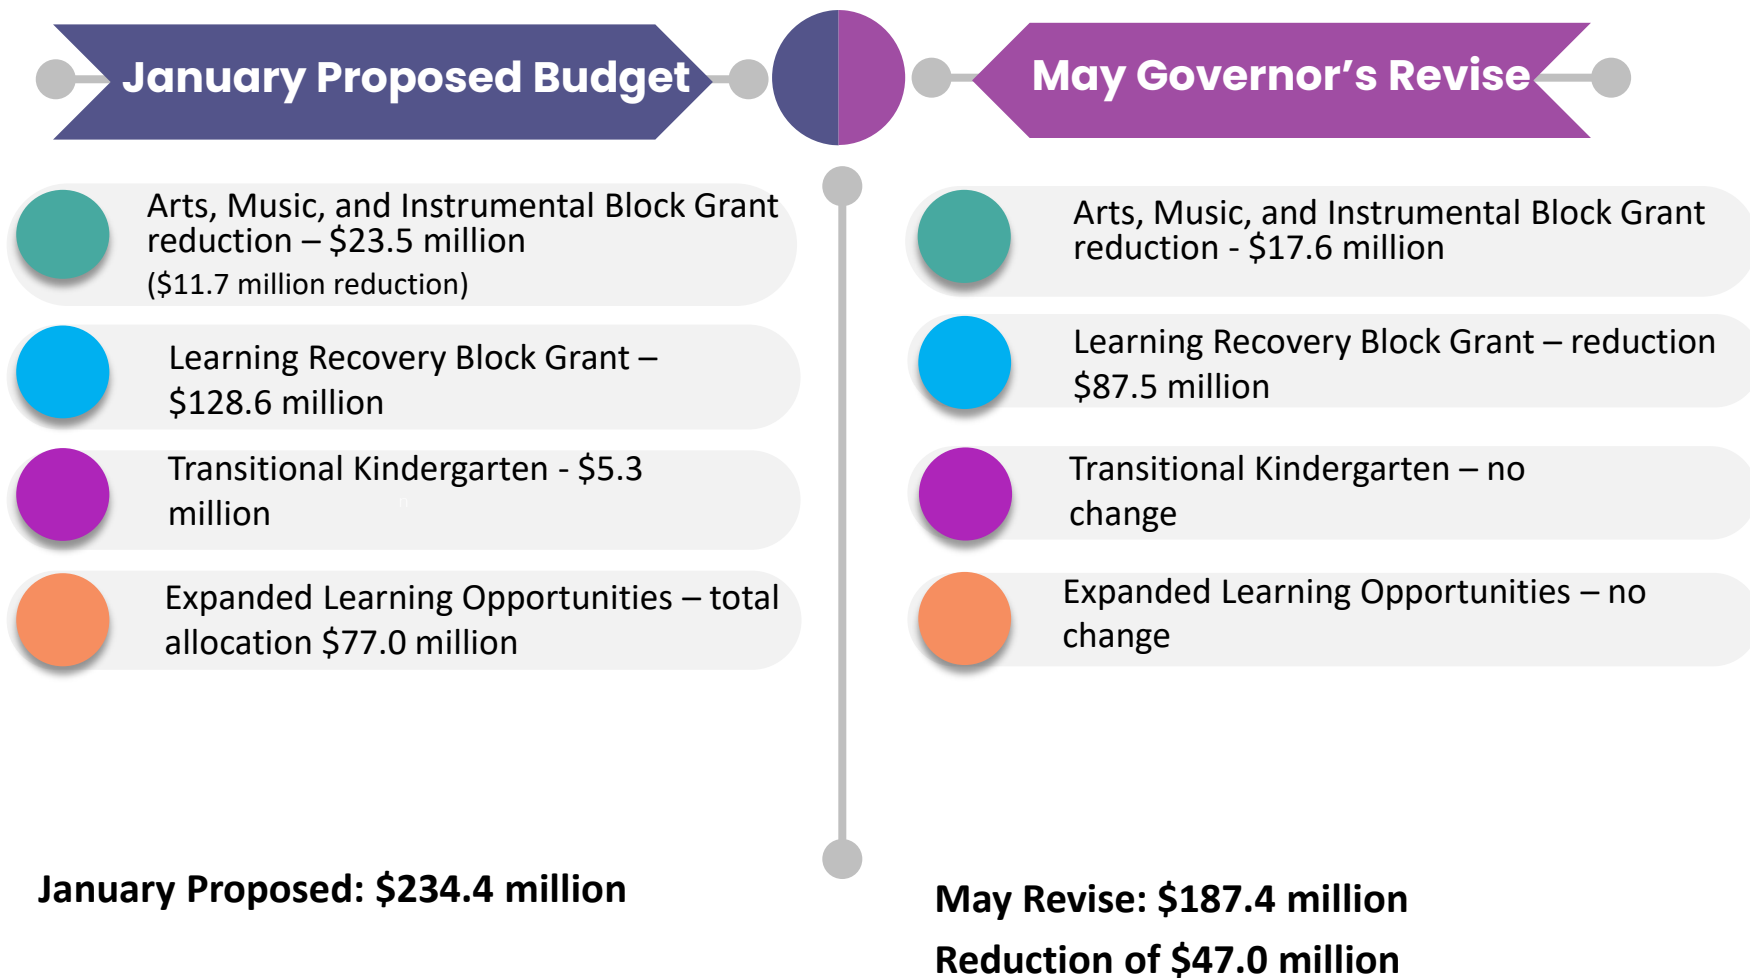 January Proposed Budget
Arts, Music, and Instrumental Block Grant
reduction – $23.5 million
($11.7 million reduction)
Learning Recovery Block Grant –
$128.6 million
Transitional Kindergarten - $5.3
million
Expanded Learning Opportunities – total
allocation $77.0 million
January Proposed: $234.4 million
May Governor’s Revise
Arts, Music, and Instrumental Block Grant
reduction - $17.6 million
Learning Recovery Block Grant – reduction
$87.5 million
Transitional Kindergarten – no
change
Expanded Learning Opportunities – no
change
May Revise: $187.4 million
Reduction of $47.0 million